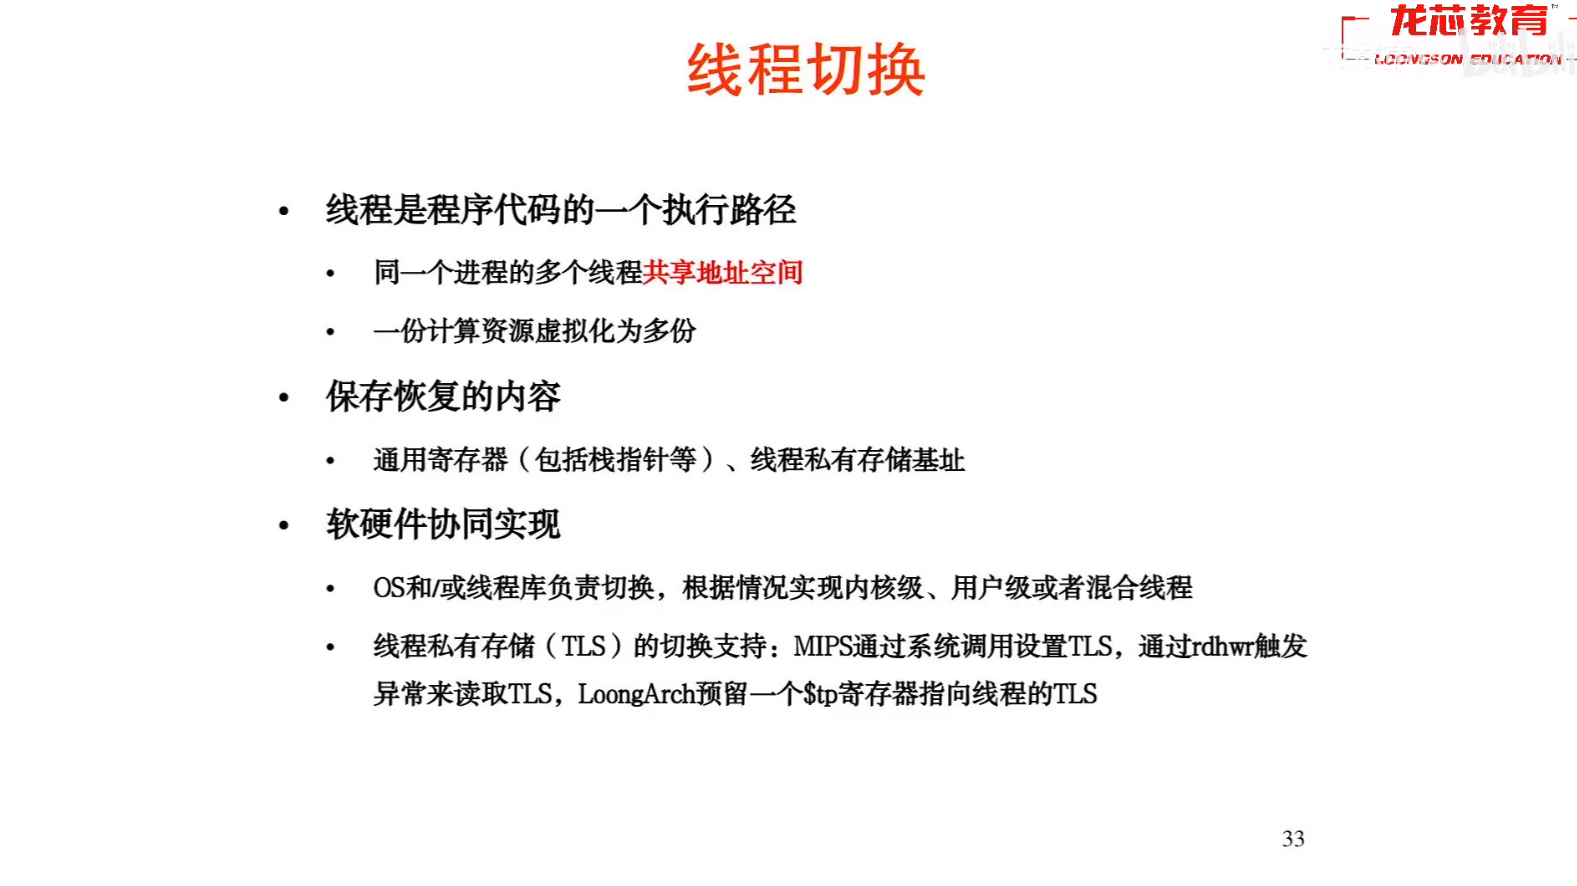 龙芯教育
LOONGSON EDUCATION
线程切换
• 线程是程序代码的一个执行路径
• 同一个进程的多个线程共享地址空间
• 一份计算资源虚拟化为多份
• 保存恢复的内容
• 通用寄存器（包括栈指针等）、线程私有存储基址
• 软硬件协同实现
• OS和/或线程库负责切换，根据情况实现内核级、用户级或者混合线程
• 线程私有存储（TLS）的切换支持：MIPS通过系统调用设置TLS，通过rdhwr触发
异常来读取TLS，LoongArch预留一个$tp寄存器指向线程的TLS
33